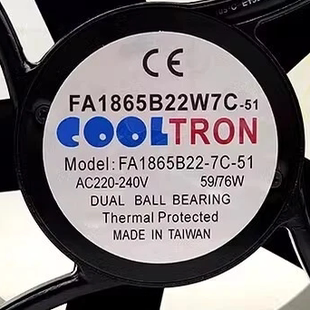 CE
FA1865B22W7C-51
COOLTRON
Model: FA1865B22-7C-51
AC220-240V 59/76W
DUAL BALL BEARING
Thermal Protected
MADE IN TAIWAN